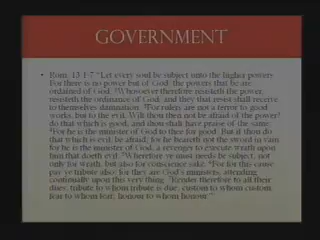 GOVERNMENT
• Rom. 13:1-7 "Let every soul be subject unto the higher powers.
For there is no power but of God: the powers that be are
ordained of God. ²Whosoever therefore resisteth the power,
resisteth the ordinance of God: and they that resist shall receive
to themselves damnation. ³For rulers are not a terror to good
works, but to the evil. Wilt thou then not be afraid of the power?
do that which is good, and thou shalt have praise of the same:
⁴For he is the minister of God to thee for good. But if thou do
that which is evil, be afraid; for he beareth not the sword in vain:
for he is the minister of God, a revenger to execute wrath upon
him that doeth evil. ⁵Wherefore ye must needs be subject, not
only for wrath, but also for conscience sake. ⁶For for this cause
pay ye tribute also: for they are God's ministers, attending
continually upon this very thing. ⁷Render therefore to all their
dues: tribute to whom tribute is due; custom to whom custom;
fear to whom fear; honour to whom honour."